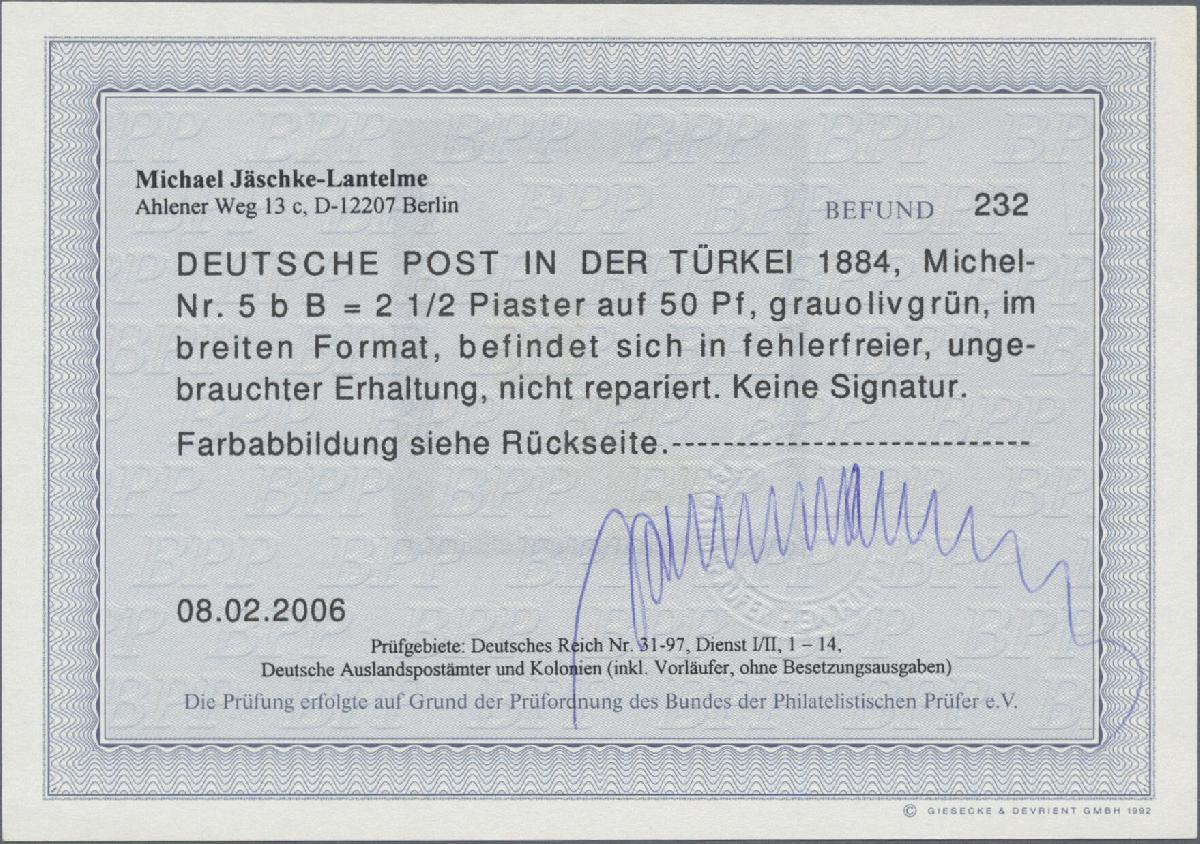 Michael Jäschke-Lantelme
Ahlener Weg 13 c, D-12207 Berlin
BEFUND 232
DEUTSCHE POST IN DER TÜRKEI 1884, Michel-
Nr. 5 b B = 2 1/2 Piaster auf 50 Pf, grauolivgrün, im
breiten Format, befindet sich in fehlerfreier, unge-
brauchter Erhaltung, nicht repariert. Keine Signatur.
Farbabbildung siehe Rückseite.----------------------------
08.02.2006
Prüfgebiete: Deutsches Reich Nr. 31-97, Dienst I/II, 1 – 14,
Deutsche Auslandspostämter und Kolonien (inkl. Vorläufer, ohne Besetzungsausgaben)
Die Prüfung erfolgte auf Grund der Prüfordnung des Bundes der Philatelistischen Prüfer e.V.
© GIESECKE & DEVRIENT GMBH 1992